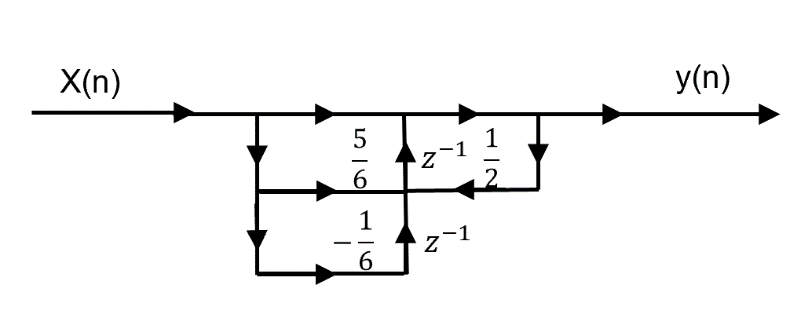 X(n) y(n)
5/6 z⁻¹ 1/2
−1/6 z⁻¹